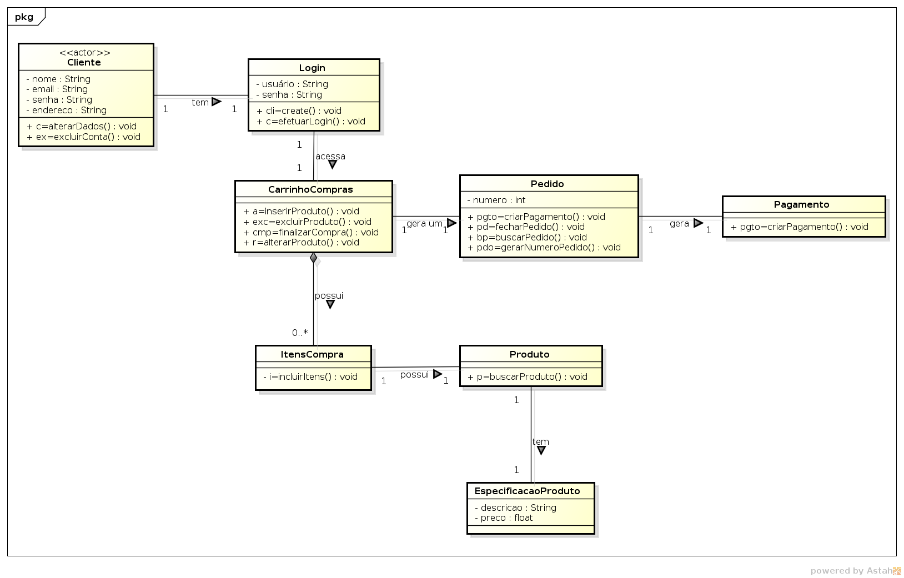 pkg
<<actor>>
Cliente
- nome : String
- email : String
- senha : String
- endereco : String
+ c=alterarDados() : void
+ ex=excluirConta() : void
1
tem
1
Login
- usuário : String
- senha : String
+ cli=create() : void
+ c=efetuarLogin() : void
1
acessa
1
CarrinhoCompras
+ a=inserirProduto() : void
+ exc=excluirProduto() : void
+ cmp=finalizarCompra() : void
+ r=alterarProduto() : void
1
gera um
1
Pedido
- numero : int
+ pgto=criarPagamento() : void
+ pd=fecharPedido() : void
+ bp=buscarPedido() : void
+ pdo=gerarNumeroPedido() : void
1
gera
1
Pagamento
+ pgto=criarPagamento() : void
possui
0..*
ItensCompra
- i=incluirItens() : void
1
possui
1
Produto
+ p=buscarProduto() : void
1
tem
1
EspecificacaoProduto
- descricao : String
- preco : float
powered by Astah